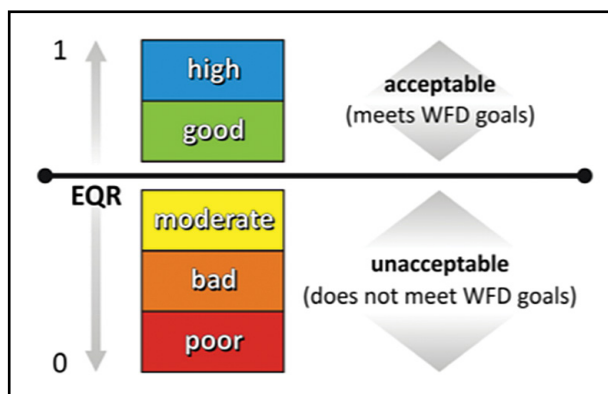 1
high
good
acceptable
(meets WFD goals)
EQR
moderate
bad
poor
unacceptable
(does not meet WFD goals)
0